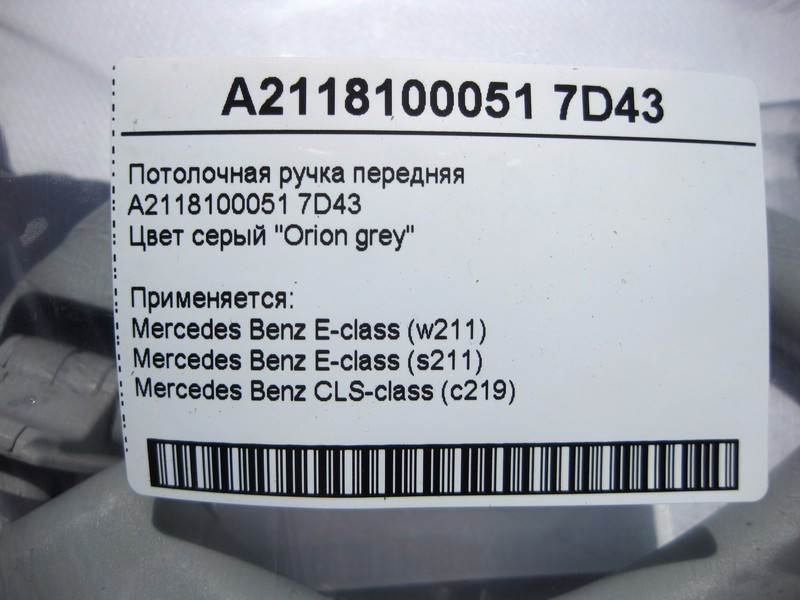 A2118100051 7D43
Потолочная ручка передняя
A2118100051 7D43
Цвет серый "Orion grey"
Применяется:
Mercedes Benz E-class (w211)
Mercedes Benz E-class (s211)
Mercedes Benz CLS-class (c219)